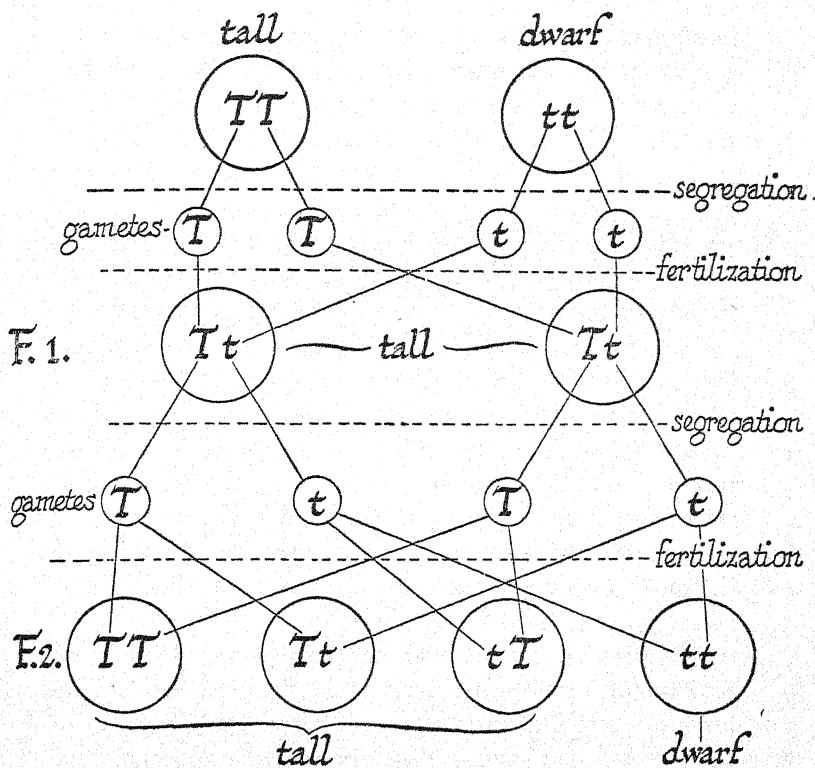 tall dwarf
TT tt
segregation
gametes T T t t
fertilization
F. 1. Tt tall Tt
segregation
gametes T t T t
fertilization
F.2. TT Tt tT tt
tall dwarf